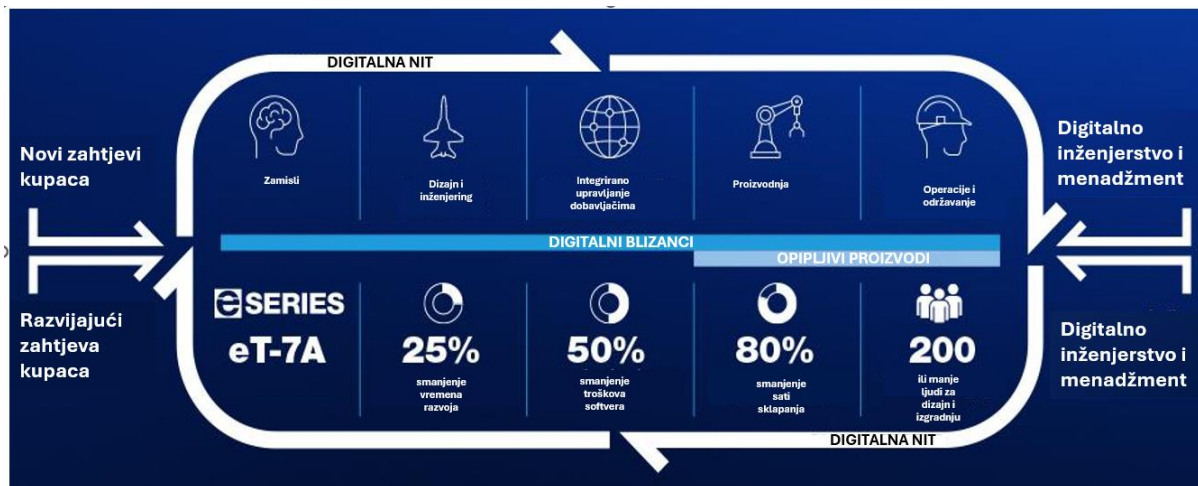 DIGITALNA NIT
Novi zahtjevi
kupaca
Zamisli
Dizajn i
inženjering
Integrirano
upravljanje
dobavljačima
Proizvodnja
Operacije i
održavanje
Digitalno
inženjerstvo i
menadžment
DIGITALNI BLIZANCI
OPIPLJIVI PROIZVODI
Razvijajući
zahtjeva
kupaca
eSERIES
eT-7A
25%
smanjenje
vremena
razvoja
50%
smanjenje
troškova
softvera
80%
smanjenje
sati
sklapanja
200
ili manje
ljudi za
dizajn i
izgradnju
Digitalno
inženjerstvo i
menadžment
DIGITALNA NIT